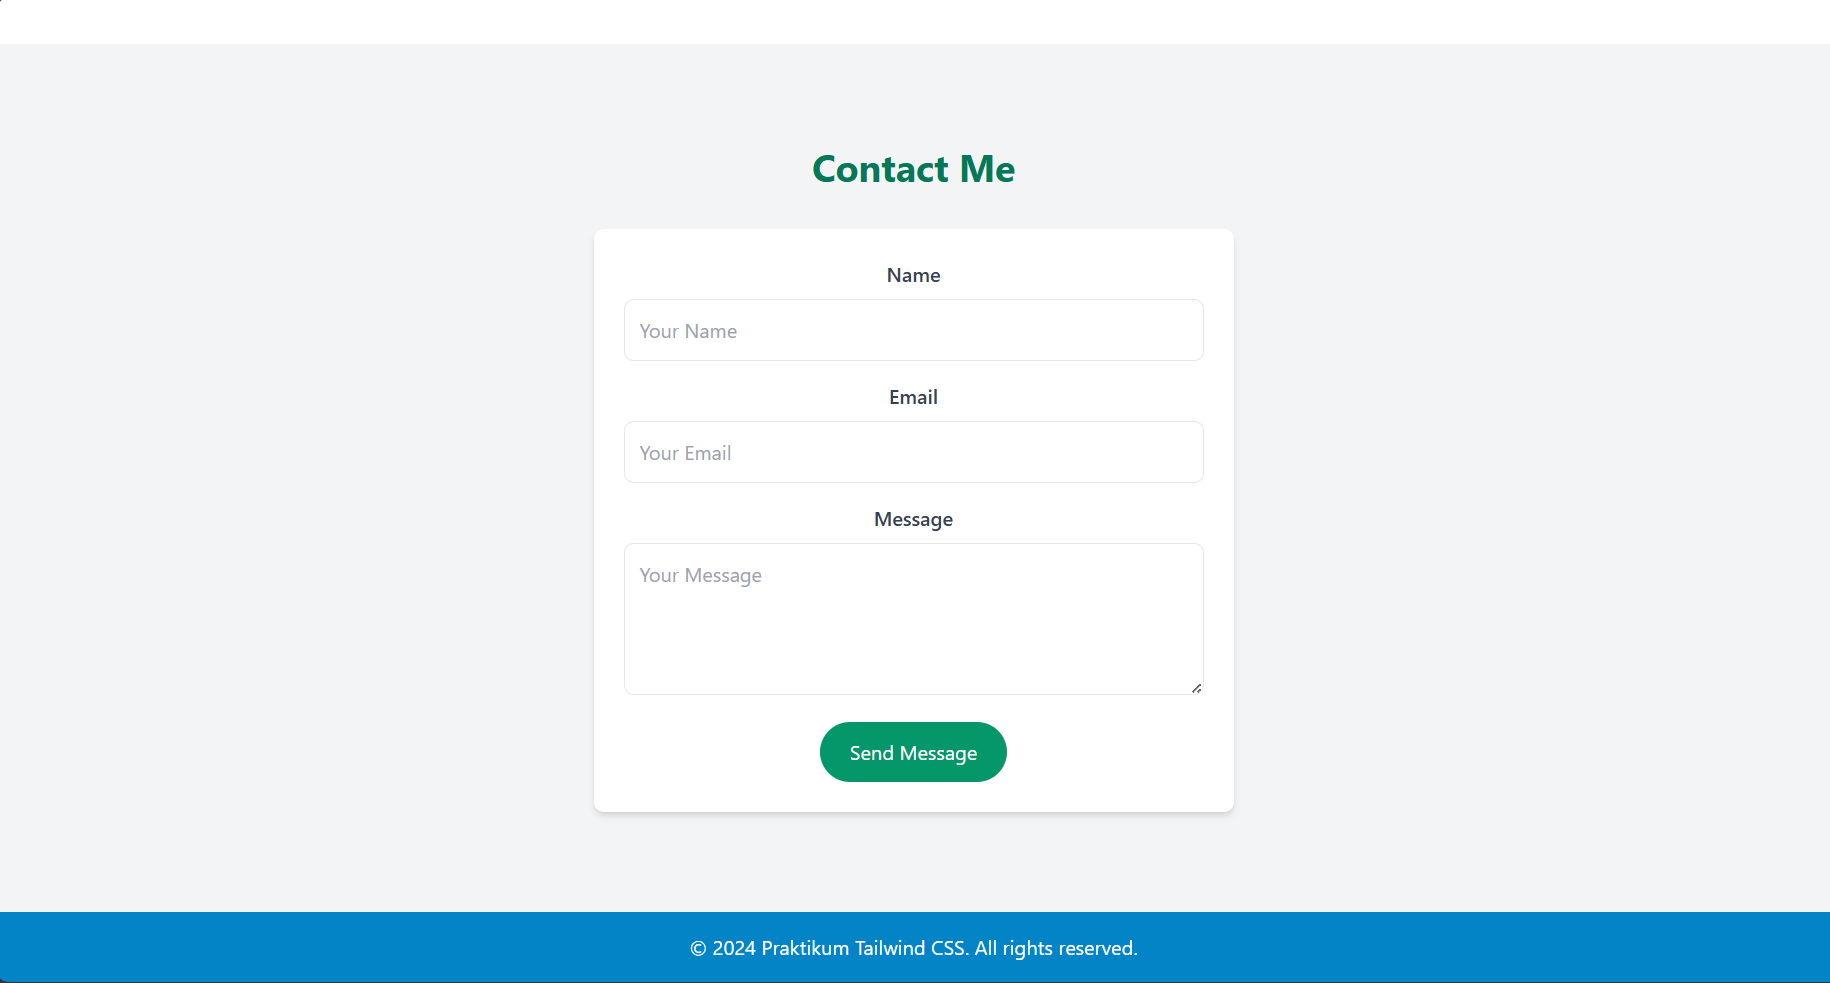 Contact Me
Name
Your Name
Email
Your Email
Message
Your Message
Send Message
© 2024 Praktikum Tailwind CSS. All rights reserved.